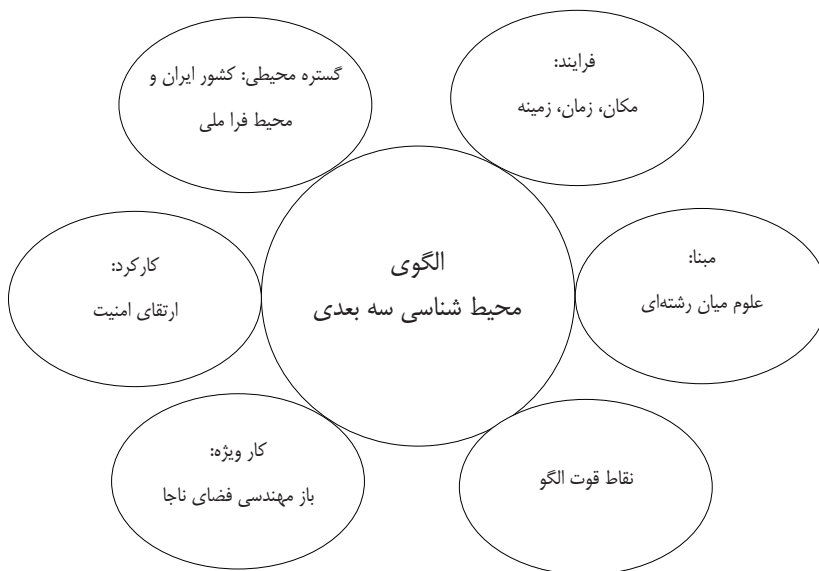 فرایند:
مکان، زمان، زمینه
گستره محیطی: کشور ایران و
محیط فرا ملی
الگوی
محیط شناسی سه بعدی
مبنا:
علوم میان رشته‌ای
کارکرد:
ارتقای امنیت
نقاط قوت الگو
کار ویژه:
باز مهندسی فضای ناجا